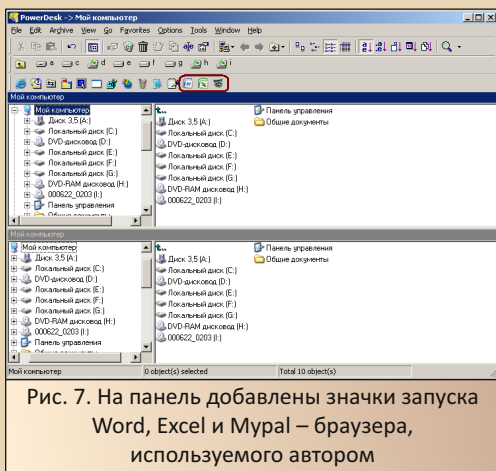 PowerDesk -> Мой компьютер
File Edit Archive View Go Favorites Options Tools Window Help
a c d e f g h i
Мой компьютер
Мой компьютер
Диск 3,5 (A:)
Локальный диск (C:)
DVD-дисковод (D:)
Локальный диск (E:)
Локальный диск (F:)
Локальный диск (G:)
DVD-RAM дисковод (H:)
000622_0203 (I:)
Панель управления
Общие документы
Диск 3,5 (A:)
Локальный диск (C:)
DVD-дисковод (D:)
Локальный диск (E:)
Локальный диск (F:)
Локальный диск (G:)
DVD-RAM дисковод (H:)
000622_0203 (I:)
Панель управления
Общие документы
Мой компьютер
Мой компьютер
Диск 3,5 (A:)
Локальный диск (C:)
DVD-дисковод (D:)
Локальный диск (E:)
Локальный диск (F:)
Локальный диск (G:)
DVD-RAM дисковод (H:)
000622_0203 (I:)
Панель управления
Диск 3,5 (A:)
Локальный диск (C:)
DVD-дисковод (D:)
Локальный диск (E:)
Локальный диск (F:)
Локальный диск (G:)
DVD-RAM дисковод (H:)
000622_0203 (I:)
Панель управления
Общие документы
Мой компьютер 0 object(s) selected Total 10 object(s)
Рис. 7. На панель добавлены значки запуска
Word, Excel и Mypal – браузера,
используемого автором